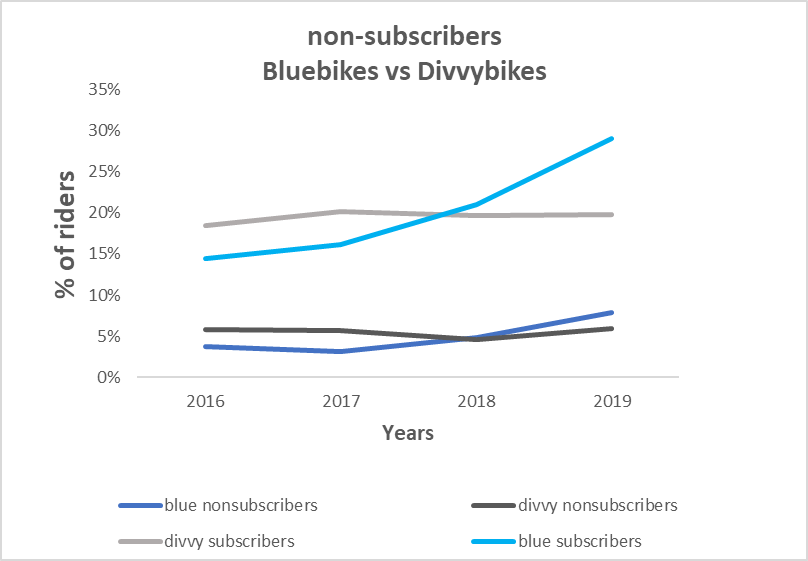 non-subscribers
Bluebikes vs Divvybikes
35%
30%
25%
20%
15%
10%
5%
0%
% of riders
2016 2017 2018 2019
Years
blue nonsubscribers divvy nonsubscribers
divvy subscribers blue subscribers